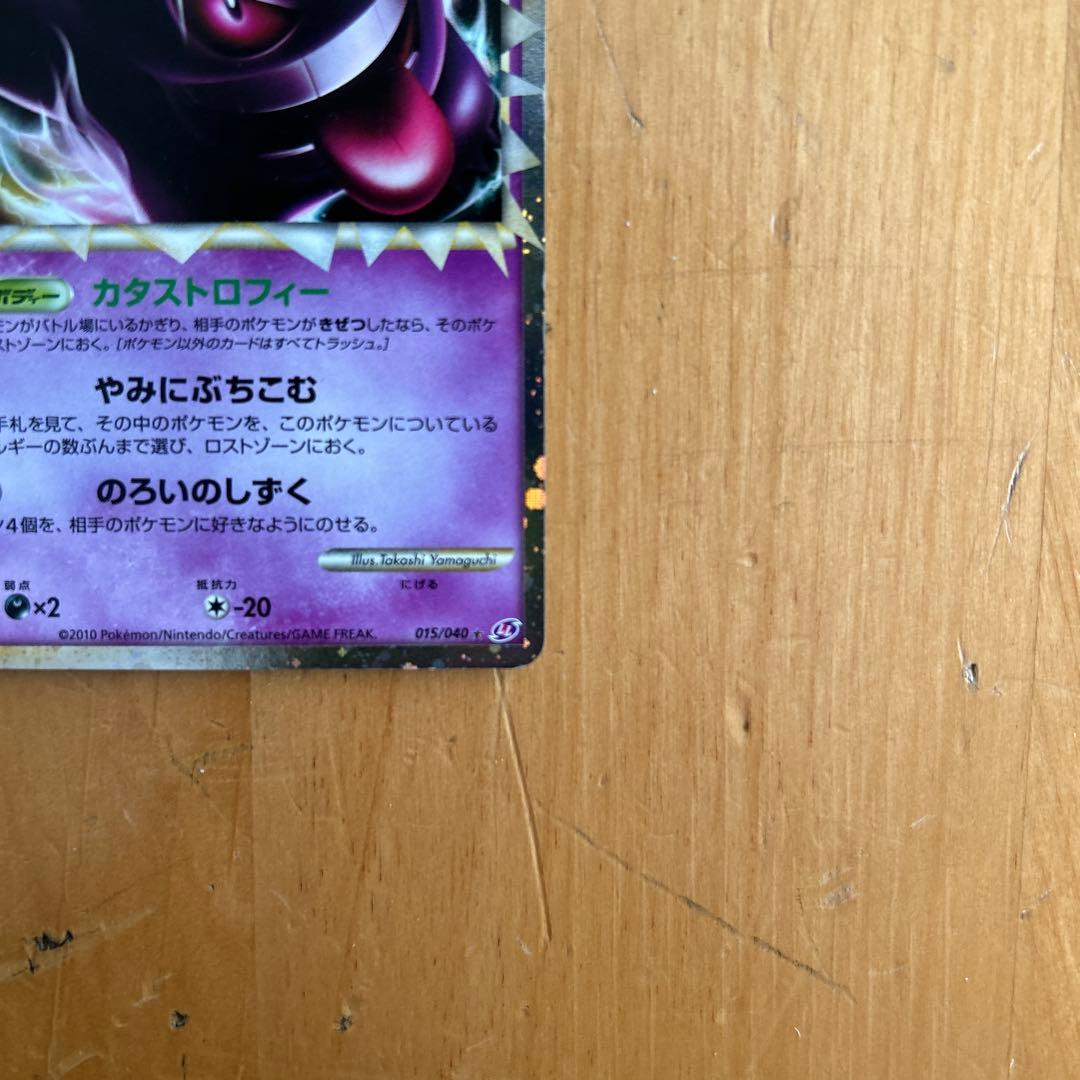 ボディー カタストロフィー
モンがバトル場にいるかぎり、相手のポケモンがきぜつしたなら、そのポケ
ストゾーンにおく。[ポケモン以外のカードはすべてトラッシュ。]
やみにぶちこむ
手札を見て、その中のポケモンを、このポケモンについている
ルギーの数ぶんまで選び、ロストゾーンにおく。
のろいのしずく
4個を、相手のポケモンに好きなようにのせる。
Illus. Takashi Yamaguchi
弱点 抵抗力 にげる
×2 -20
©2010 Pokémon/Nintendo/Creatures/GAME FREAK. 015/040 ★ LL